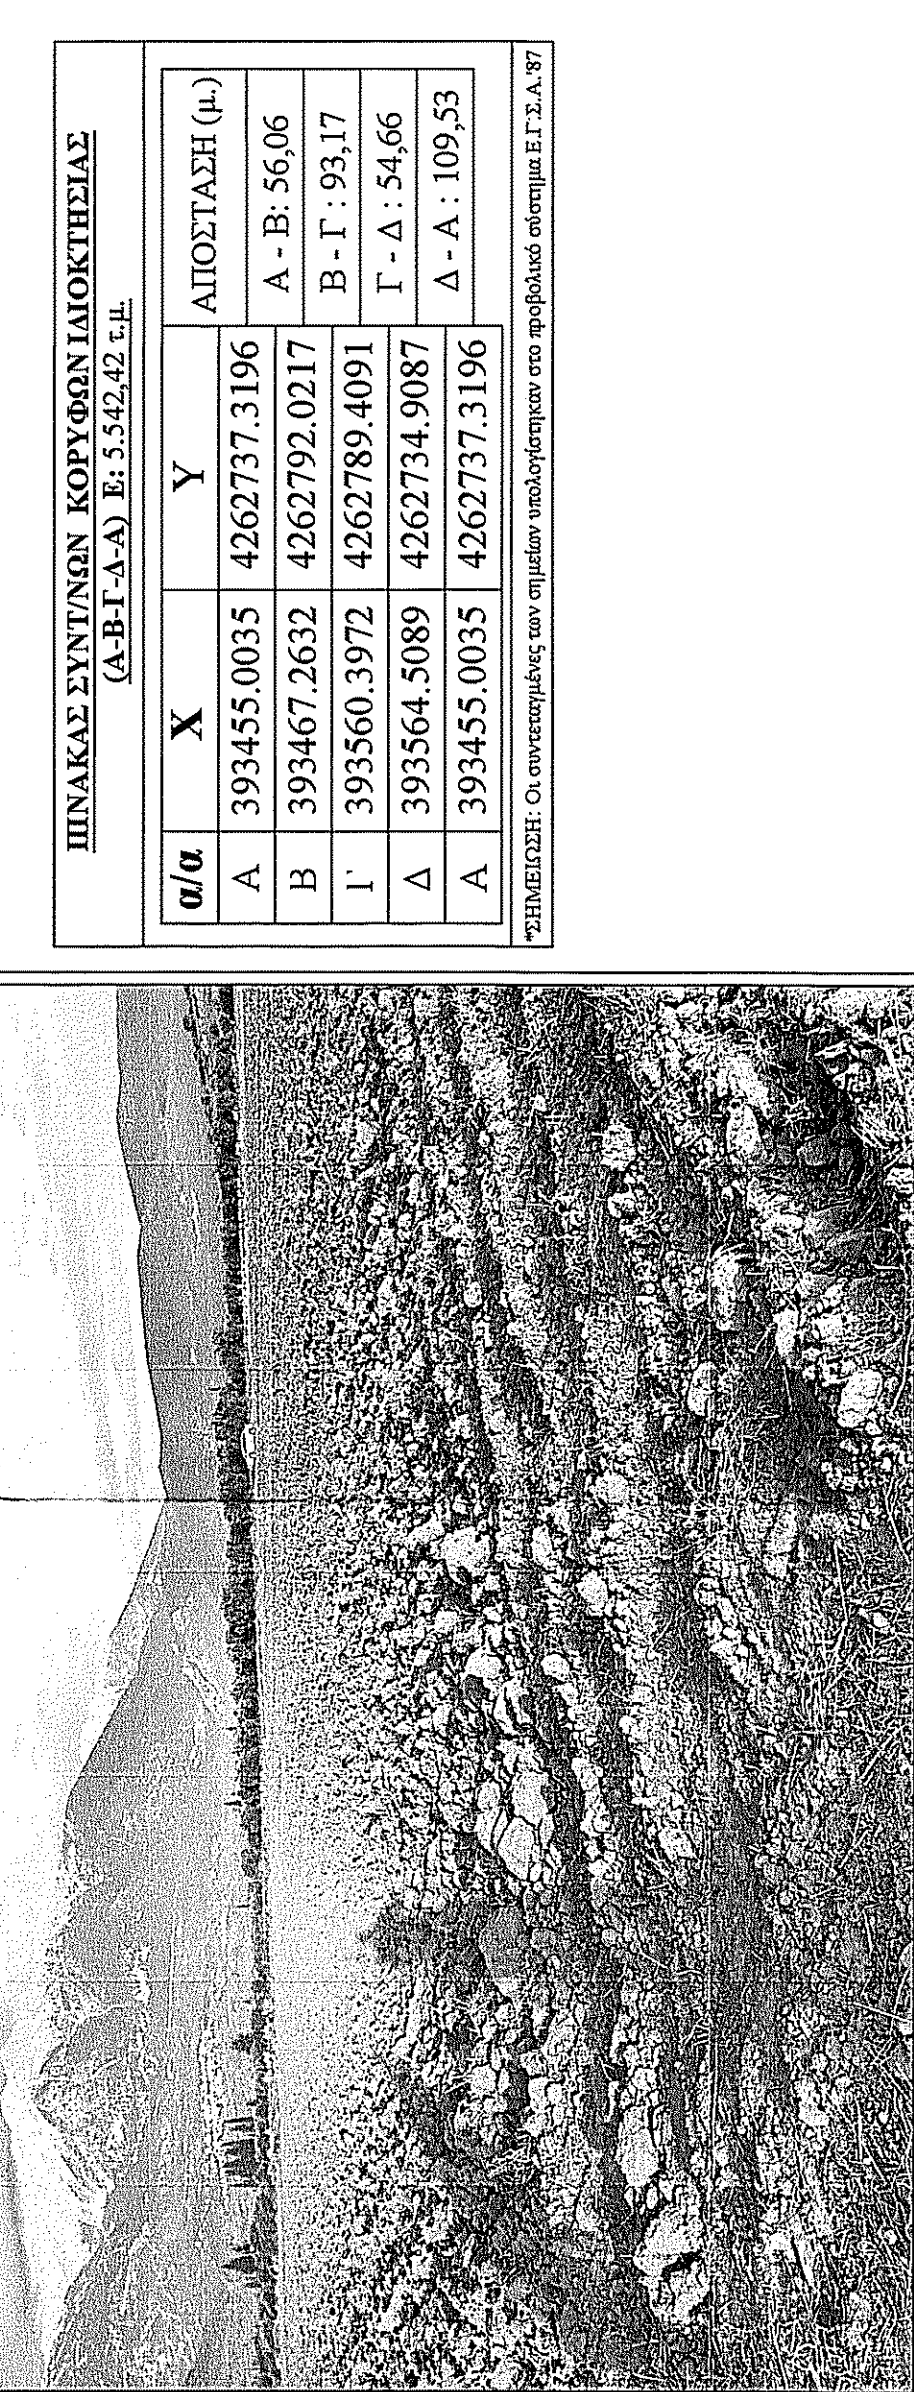 ΠΙΝΑΚΑΣ ΣΥΝΤ/ΝΩΝ ΚΟΡΥΦΩΝ ΙΔΙΟΚΤΗΣΙΑΣ
(Α-Β-Γ-Δ-Α) Ε: 5.542,42 τ.μ.
α/α X Y ΑΠΟΣΤΑΣΗ (μ.)
Α 393455.0035 4262737.3196
Α - Β: 56,06
Β 393467.2632 4262792.0217
Β - Γ : 93,17
Γ 393560.3972 4262789.4091
Γ - Δ : 54,66
Δ 393564.5089 4262734.9087
Δ - Α : 109,53
Α 393455.0035 4262737.3196
*ΣΗΜΕΙΩΣΗ: Οι συντεταγμένες των σημείων υπολογίστηκαν στο προβολικό σύστημα Ε.Γ.Σ.Α.'87